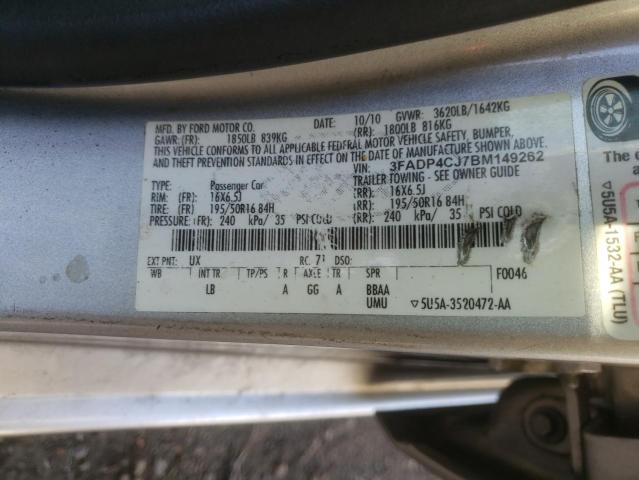 MFD. BY FORD MOTOR CO. DATE: 10/10 GVWR: 3620LB/1642KG
GAWR:(FR): 1850LB 839KG (RR): 1800LB 816KG
THIS VEHICLE CONFORMS TO ALL APPLICABLE FEDERAL MOTOR VEHICLE SAFETY, BUMPER,
AND THEFT PREVENTION STANDARDS IN EFFECT ON THE DATE OF MANUFACTURE SHOWN ABOVE.
VIN: 3FADP4CJ7BM149262
TYPE: Passenger Car TRAILER TOWING - SEE OWNER GUIDE
RIM: (FR): 16X6.5J (RR): 16X6.5J
TIRE: (FR): 195/50R16 84H (RR): 195/50R16 84H
PRESSURE: (FR): 240 kPa/ 35 PSI COLD (RR): 240 kPa/ 35 PSI COLD
EXT PNT: UX RC: 71 DSO:
WB INT TR TP/PS R AXLE TR SPR F0046
LB A GG A BBAA
UMU ▽5U5A-3520472-AA
The c
▽5U5A-1532-AA (TLU)